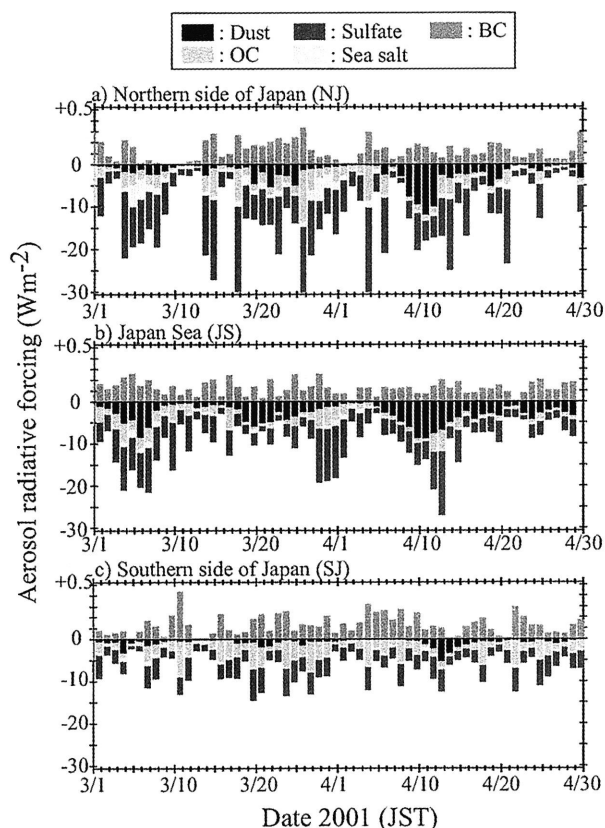 : Dust : Sulfate : BC
: OC : Sea salt
a) Northern side of Japan (NJ)
+0.5
0
-10
-20
-30
3/1 3/10 3/20 4/1 4/10 4/20 4/30
b) Japan Sea (JS)
+0.5
0
-10
-20
-30
3/1 3/10 3/20 4/1 4/10 4/20 4/30
c) Southern side of Japan (SJ)
+0.5
0
-10
-20
-30
3/1 3/10 3/20 4/1 4/10 4/20 4/30
Aerosol radiative forcing (Wm-2)
Date 2001 (JST)